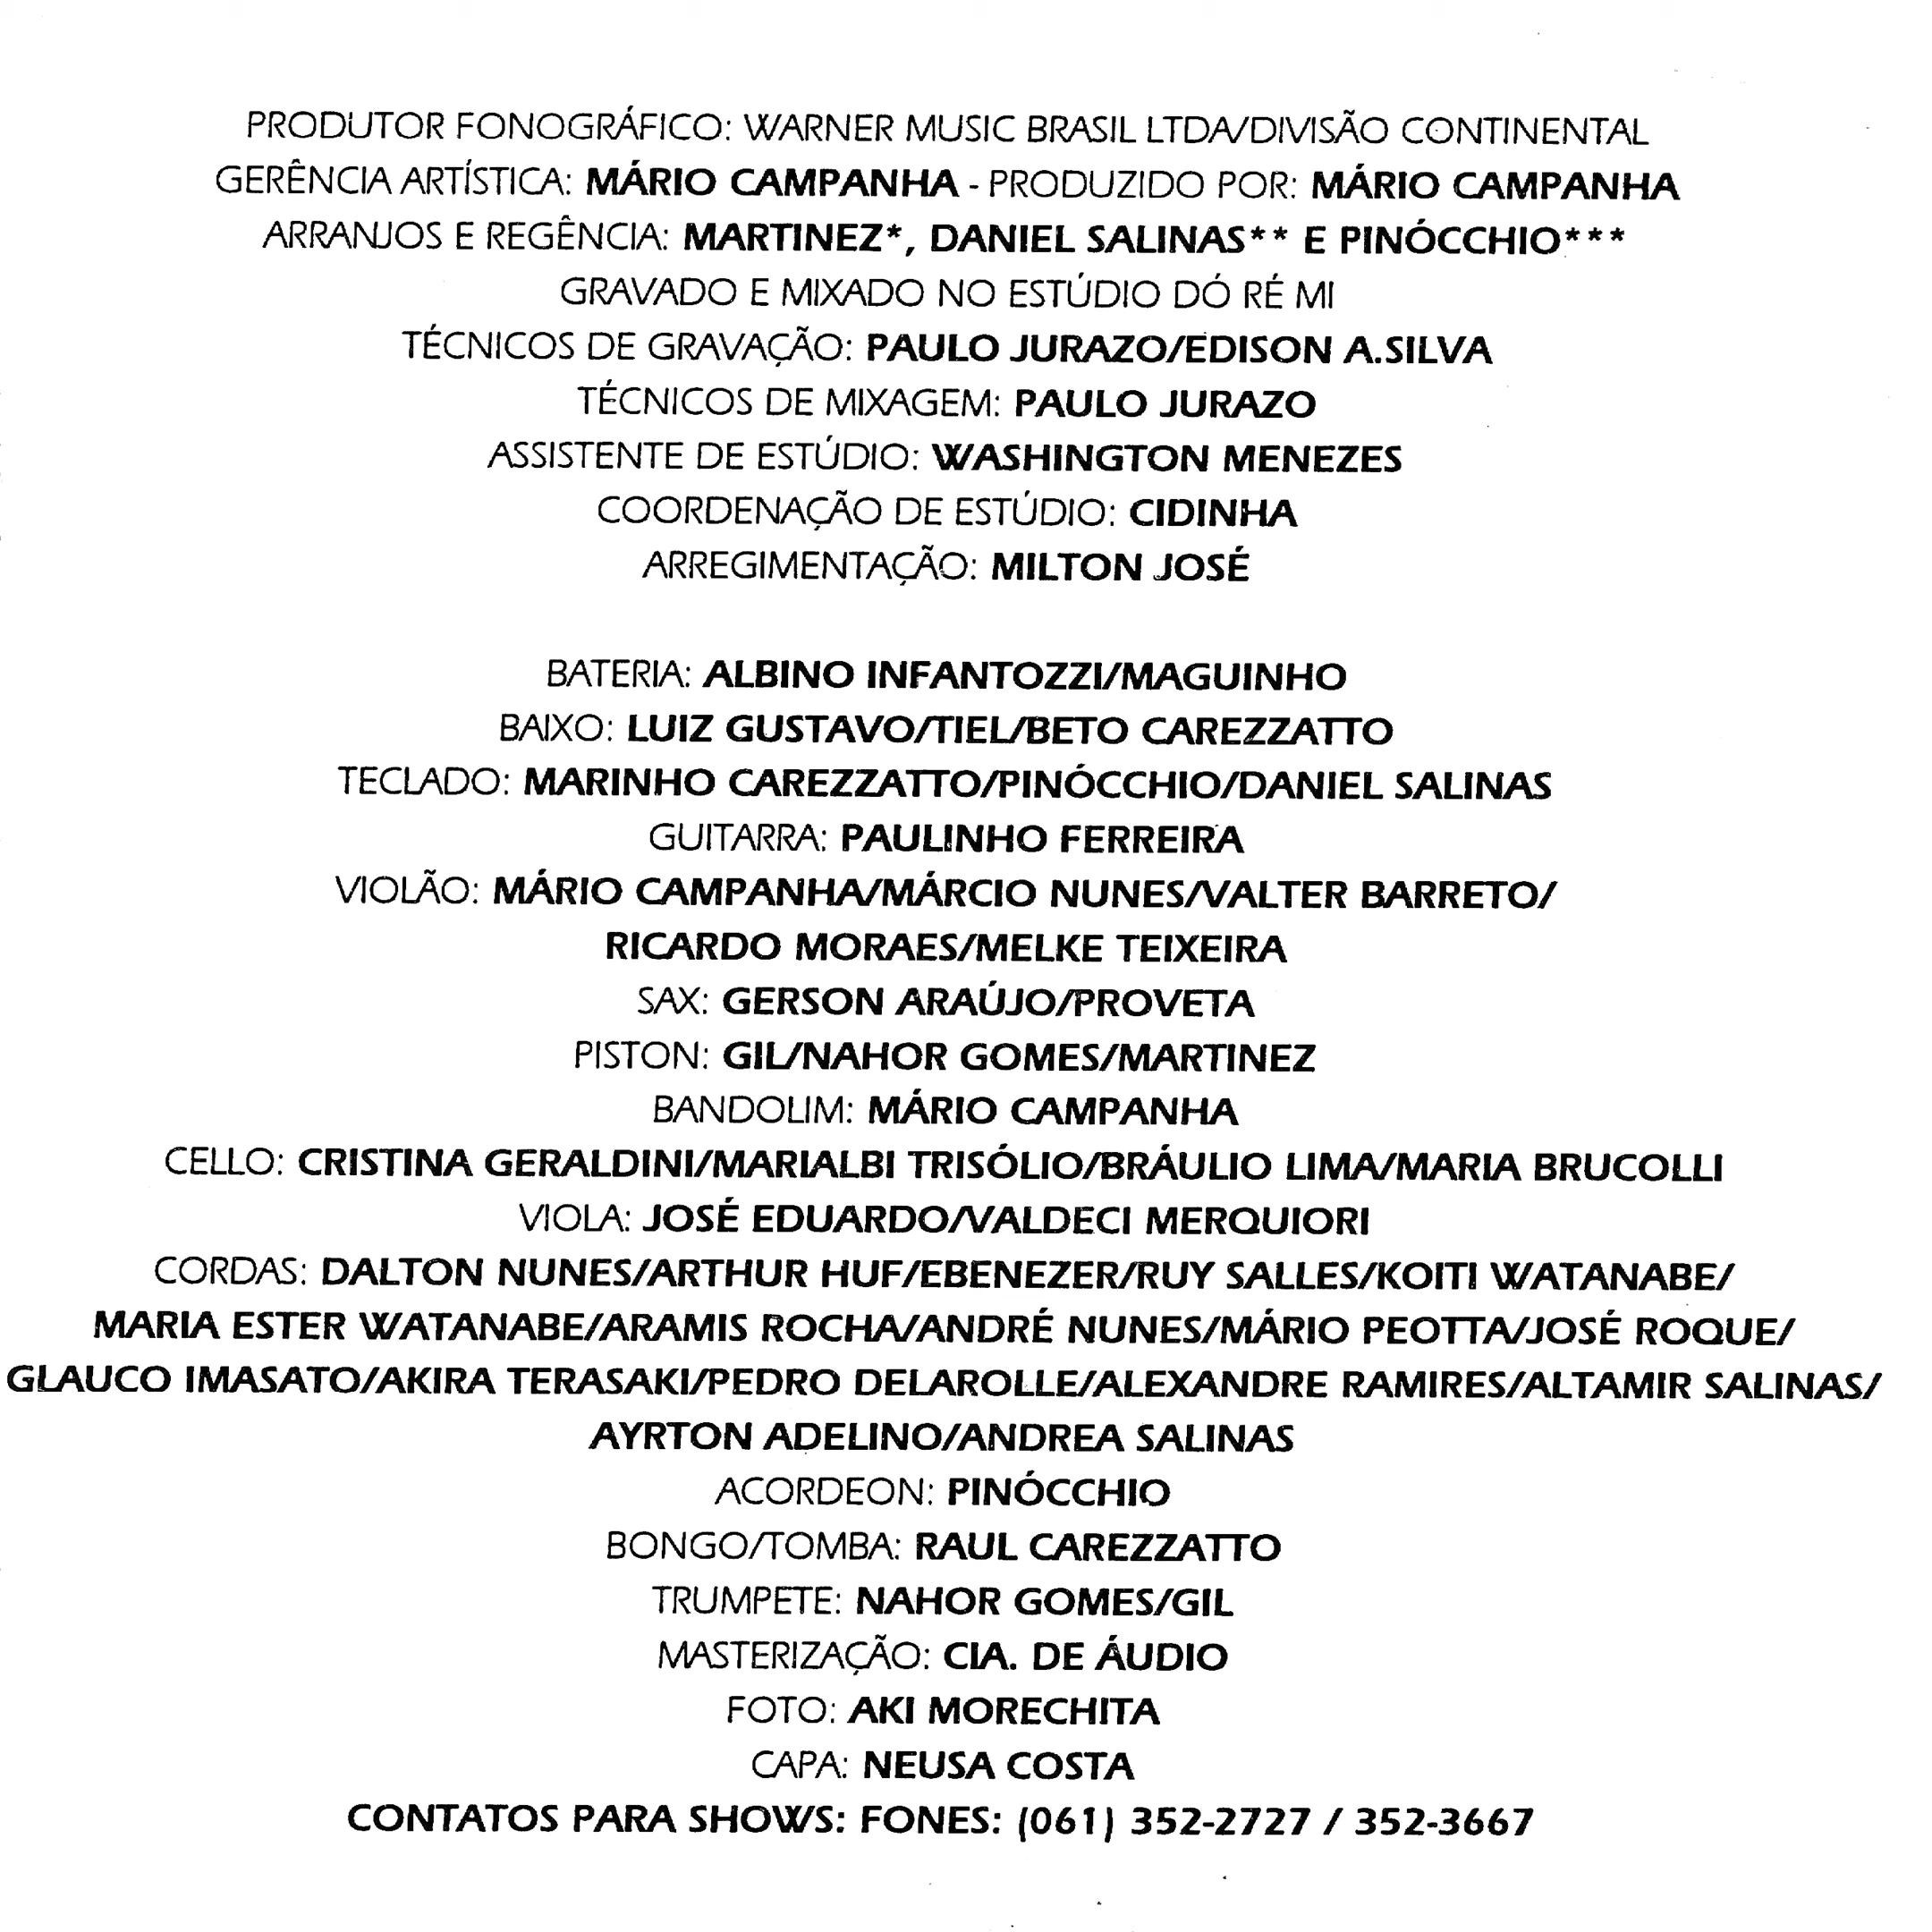 PRODUTOR FONOGRÁFICO: WARNER MUSIC BRASIL LTDA/DIVISÃO CONTINENTAL
GERÊNCIA ARTÍSTICA: MÁRIO CAMPANHA - PRODUZIDO POR: MÁRIO CAMPANHA
ARRANJOS E REGÊNCIA: MARTINEZ*, DANIEL SALINAS** E PINÓCCHIO***
GRAVADO E MIXADO NO ESTÚDIO DÓ RÉ MI
TÉCNICOS DE GRAVAÇÃO: PAULO JURAZO/EDISON A.SILVA
TÉCNICOS DE MIXAGEM: PAULO JURAZO
ASSISTENTE DE ESTÚDIO: WASHINGTON MENEZES
COORDENAÇÃO DE ESTÚDIO: CIDINHA
ARREGIMENTAÇÃO: MILTON JOSÉ
BATERIA: ALBINO INFANTOZZI/MAGUINHO
BAIXO: LUIZ GUSTAVO/TIEL/BETO CAREZZATTO
TECLADO: MARINHO CAREZZATTO/PINÓCCHIO/DANIEL SALINAS
GUITARRA: PAULINHO FERREIRA
VIOLÃO: MÁRIO CAMPANHA/MÁRCIO NUNES/VALTER BARRETO/
RICARDO MORAES/MELKE TEIXEIRA
SAX: GERSON ARAÚJO/PROVETA
PISTON: GIL/NAHOR GOMES/MARTINEZ
BANDOLIM: MÁRIO CAMPANHA
CELLO: CRISTINA GERALDINI/MARIALBI TRISÓLIO/BRÁULIO LIMA/MARIA BRUCOLLI
VIOLA: JOSÉ EDUARDO/VALDECI MERQUIORI
CORDAS: DALTON NUNES/ARTHUR HUF/EBENEZER/RUY SALLES/KOITI WATANABE/
MARIA ESTER WATANABE/ARAMIS ROCHA/ANDRÉ NUNES/MÁRIO PEOTTA/JOSÉ ROQUE/
GLAUCO IMASATO/AKIRA TERASAKI/PEDRO DELAROLLE/ALEXANDRE RAMIRES/ALTAMIR SALINAS/
AYRTON ADELINO/ANDREA SALINAS
ACORDEON: PINÓCCHIO
BONGO/TOMBA: RAUL CAREZZATTO
TRUMPETE: NAHOR GOMES/GIL
MASTERIZAÇÃO: CIA. DE ÁUDIO
FOTO: AKI MORECHITA
CAPA: NEUSA COSTA
CONTATOS PARA SHOWS: FONES: (061) 352-2727 / 352-3667